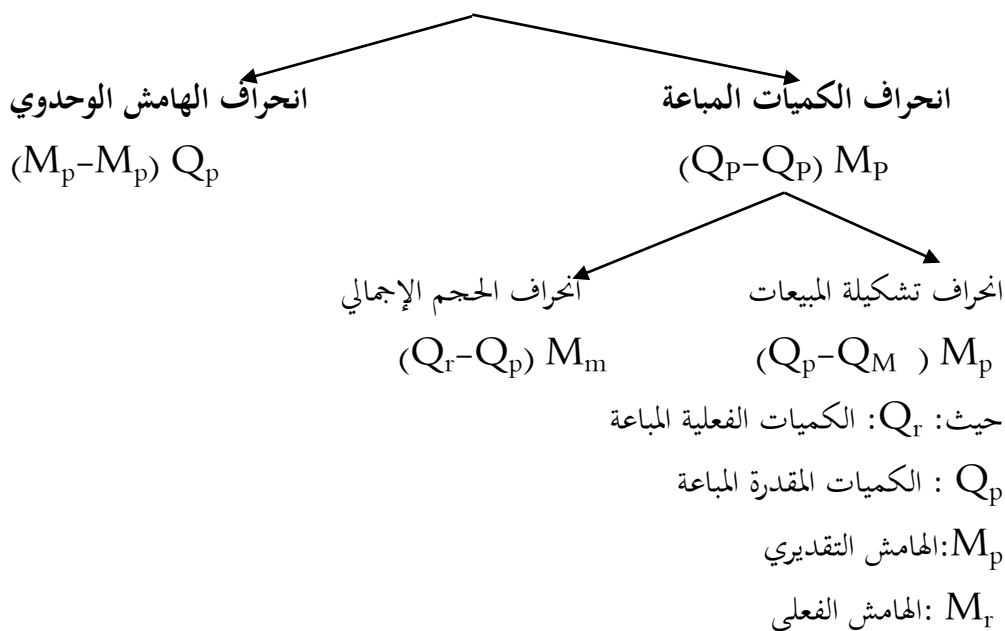 انحراف الكميات المباعة
انحراف الهامش الوحدوي
(Q_P-Q_P) M_P
(M_p-M_p) Q_p
انحراف تشكيلة المبيعات
انحراف الحجم الإجمالي
(Q_p-Q_M ) M_p
(Q_r-Q_p) M_m
حيث: Q_r: الكميات الفعلية المباعة
Q_p : الكميات المقدرة المباعة
M_p:الهامش التقديري
M_r :الهامش الفعلي